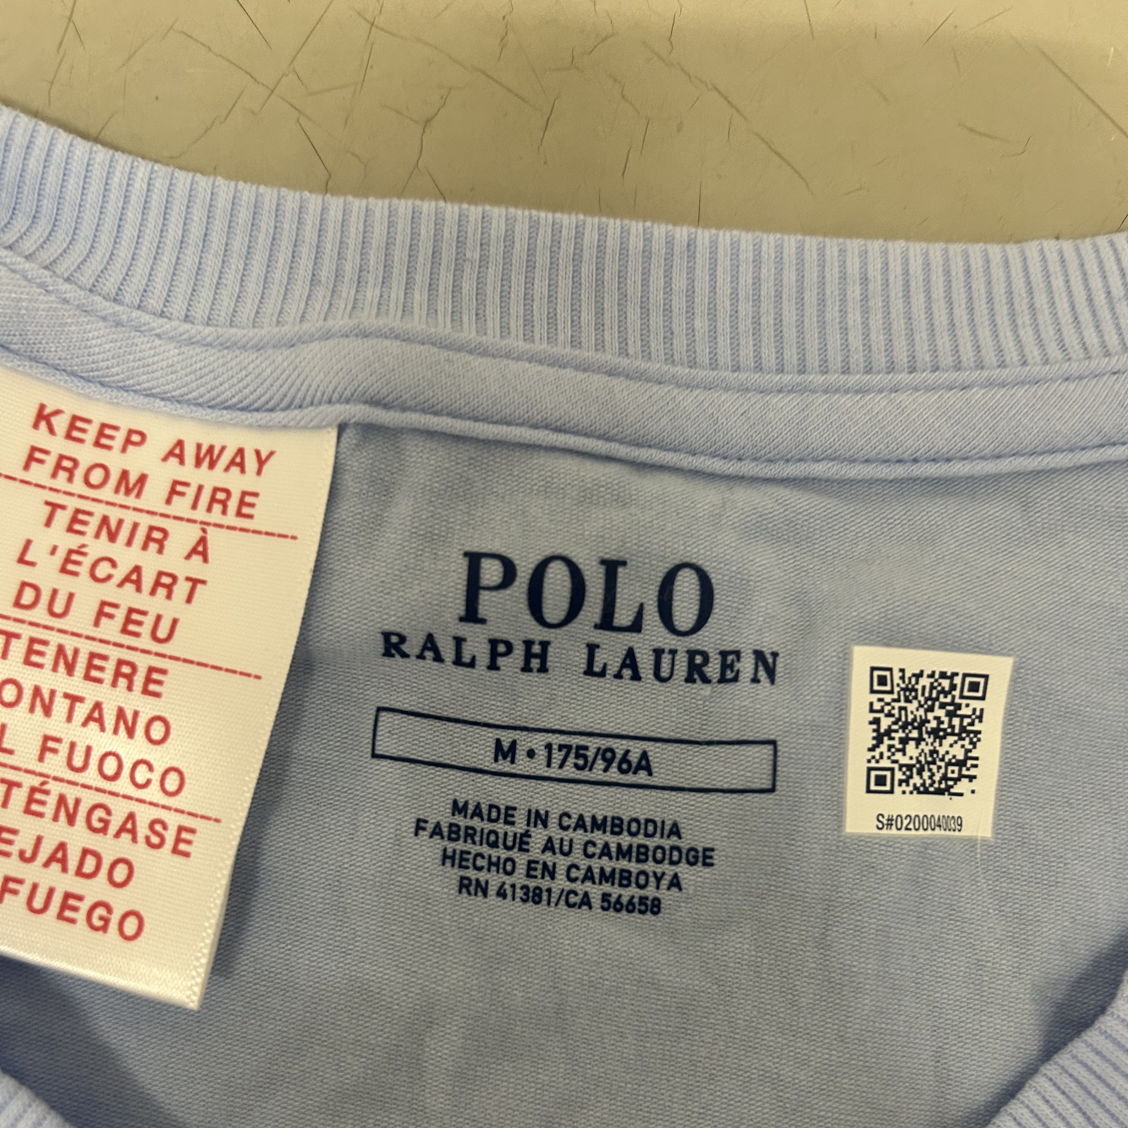 KEEP AWAY
FROM FIRE
TENIR À
L'ÉCART
DU FEU
TENERE
ONTANO
L FUOCO
TÉNGASE
EJADO
FUEGO
POLO
RALPH LAUREN
M • 175/96A
MADE IN CAMBODIA
FABRIQUÉ AU CAMBODGE
HECHO EN CAMBOYA
RN 41381/CA 56658
S#0200040039